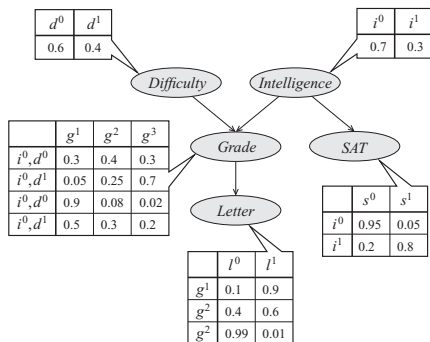 d⁰ d¹
0.6 0.4
i⁰ i¹
0.7 0.3
Difficulty
Intelligence
g¹ g² g³
i⁰,d⁰ 0.3 0.4 0.3
i⁰,d¹ 0.05 0.25 0.7
i⁰,d⁰ 0.9 0.08 0.02
i⁰,d¹ 0.5 0.3 0.2
Grade
SAT
Letter
s⁰ s¹
i⁰ 0.95 0.05
i¹ 0.2 0.8
l⁰ l¹
g¹ 0.1 0.9
g² 0.4 0.6
g² 0.99 0.01